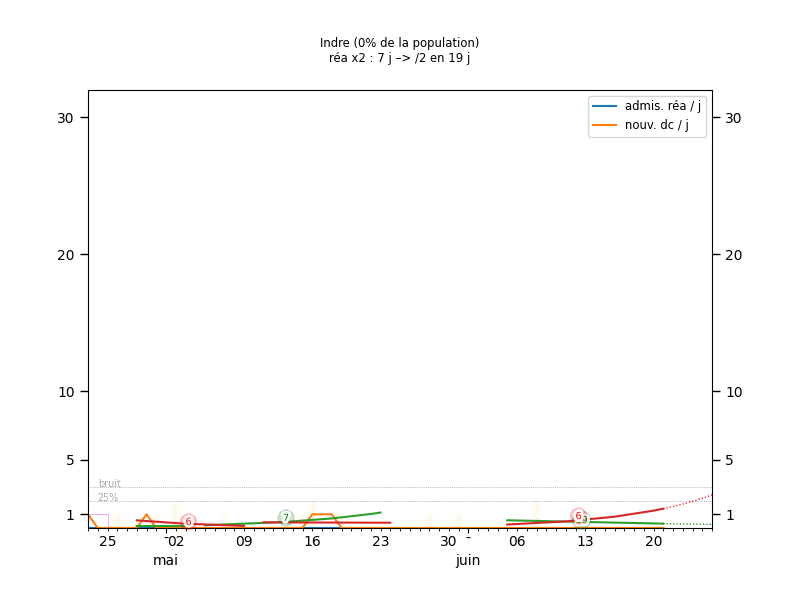 Indre (0% de la population)
réa x2 : 7 j –> /2 en 19 j
admis. réa / j
nouv. dc / j
30 30
20 20
10 10
5 5
bruit
25%
1 1
6 7 6
25 02 09 16 23 30 06 13 20
mai juin